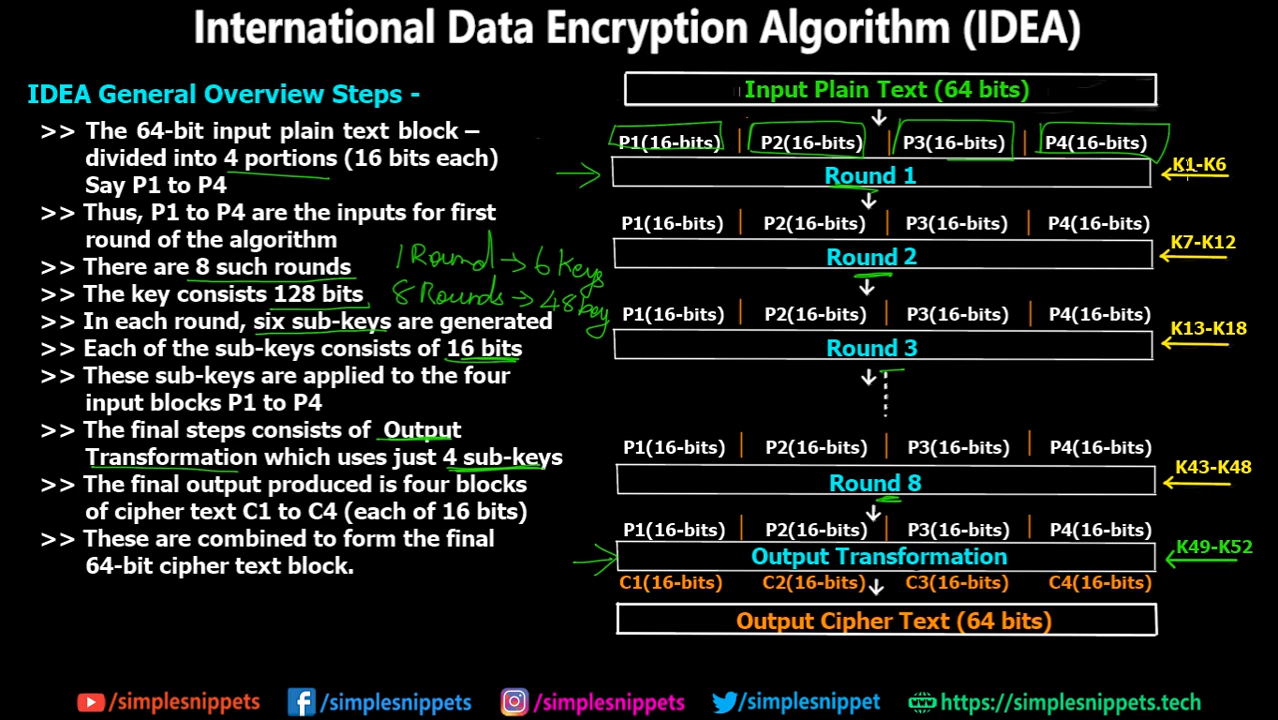 International Data Encryption Algorithm (IDEA)
IDEA General Overview Steps -
>> The 64-bit input plain text block –
divided into 4 portions (16 bits each)
Say P1 to P4
>> Thus, P1 to P4 are the inputs for first
round of the algorithm
>> There are 8 such rounds
>> The key consists 128 bits
>> In each round, six sub-keys are generated
>> Each of the sub-keys consists of 16 bits
>> These sub-keys are applied to the four
input blocks P1 to P4
>> The final steps consists of Output
Transformation which uses just 4 sub-keys
>> The final output produced is four blocks
of cipher text C1 to C4 (each of 16 bits)
>> These are combined to form the final
64-bit cipher text block.
1 Round → 6 Keys
8 Rounds → 48 key
Input Plain Text (64 bits)
P1(16-bits) P2(16-bits) P3(16-bits) P4(16-bits)
Round 1
K1-K6
P1(16-bits) P2(16-bits) P3(16-bits) P4(16-bits)
Round 2
K7-K12
P1(16-bits) P2(16-bits) P3(16-bits) P4(16-bits)
Round 3
K13-K18
P1(16-bits) P2(16-bits) P3(16-bits) P4(16-bits)
Round 8
K43-K48
P1(16-bits) P2(16-bits) P3(16-bits) P4(16-bits)
Output Transformation
K49-K52
C1(16-bits) C2(16-bits) C3(16-bits) C4(16-bits)
Output Cipher Text (64 bits)
/simplesnippets /simplesnippets /simplesnippets /simplesnippets https://simplesnippets.tech